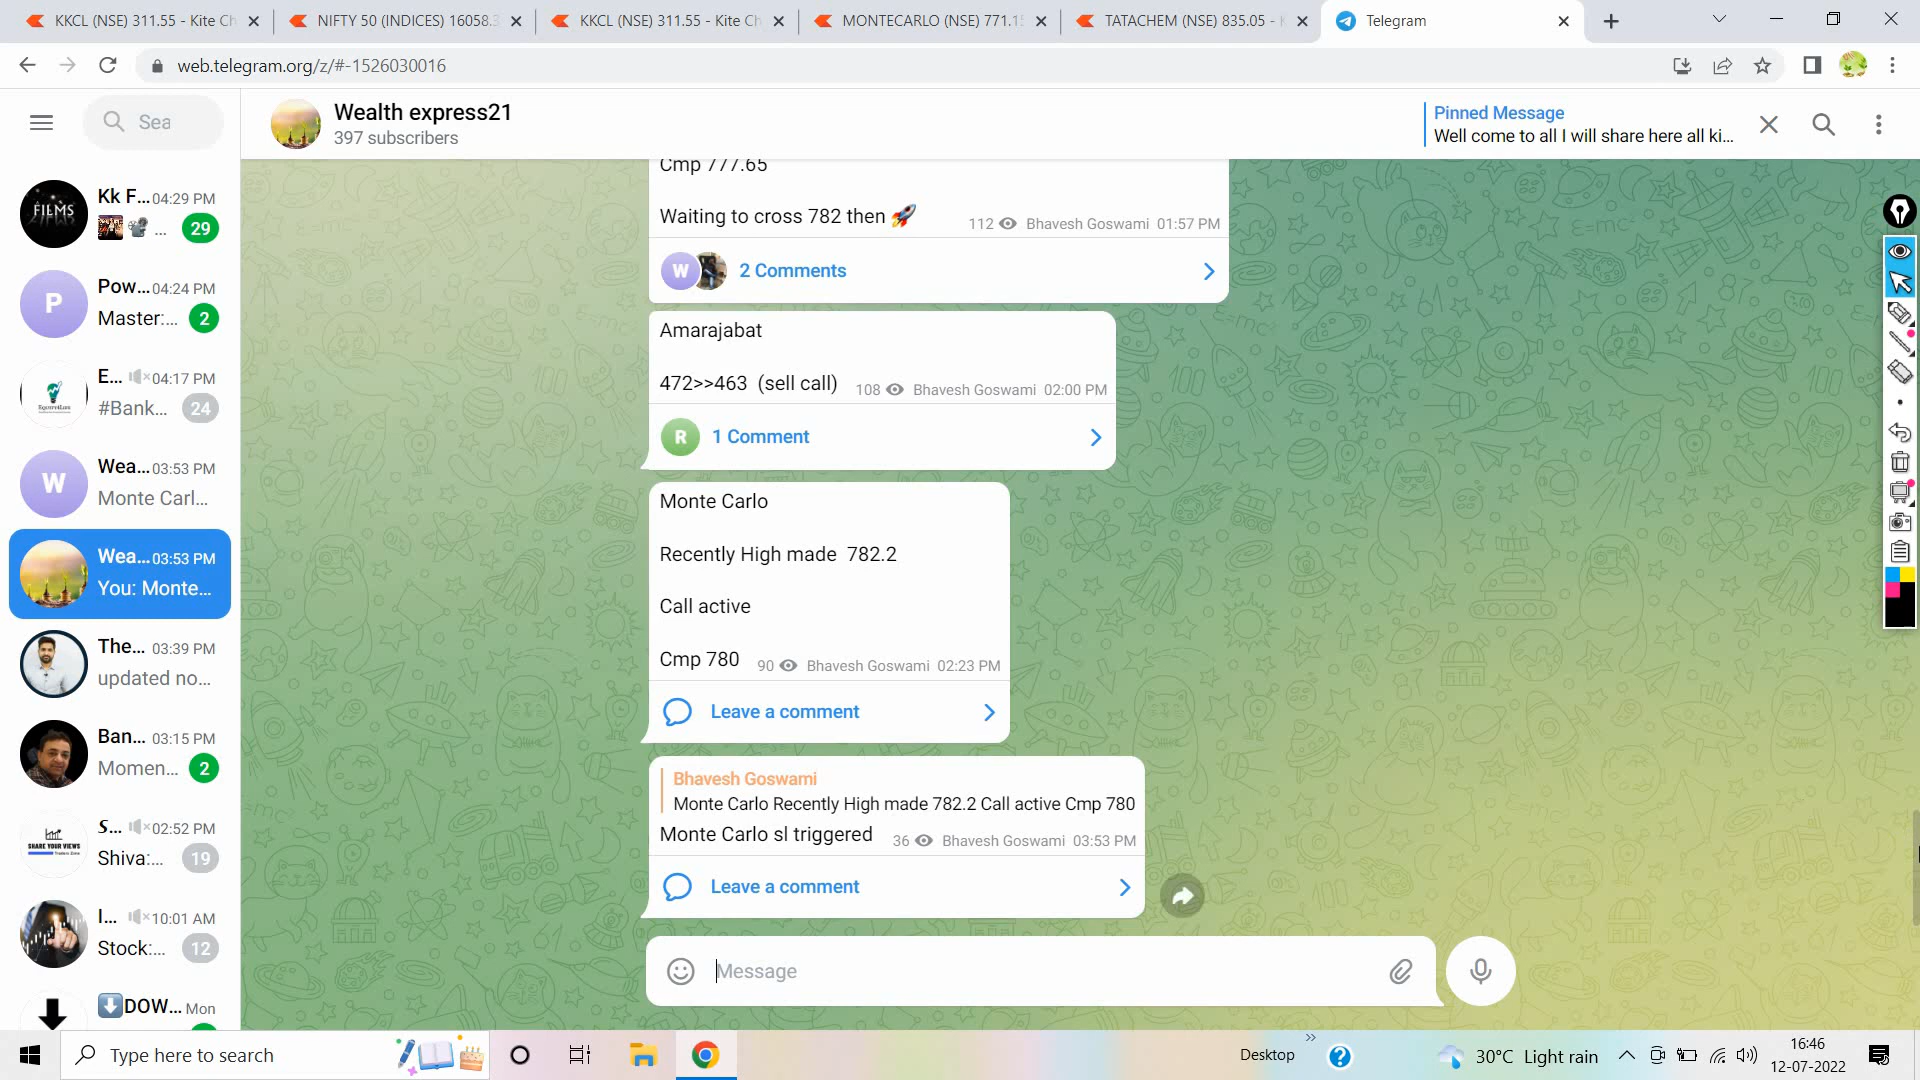 KKCL (NSE) 311.55 - Kite Ch
NIFTY 50 (INDICES) 16058.3
KKCL (NSE) 311.55 - Kite Ch
MONTECARLO (NSE) 771.15
TATACHEM (NSE) 835.05 - K
Telegram
web.telegram.org/z/#-1526030016
Sea
Wealth express21
397 subscribers
Pinned Message
Well come to all I will share here all ki...
FILMS
Kk F... 04:29 PM
... 29
P
Pow... 04:24 PM
Master:... 2
E... 04:17 PM
#Bank... 24
W
Wea... 03:53 PM
Monte Carl...
Wea... 03:53 PM
You: Monte...
The... 03:39 PM
updated no...
Ban... 03:15 PM
Momen... 2
SHARE YOUR VIEWS
S... 02:52 PM
Shiva:... 19
I... 10:01 AM
Stock:... 12
DOW... Mon
Cmp 777.65
Waiting to cross 782 then 🚀 112 Bhavesh Goswami 01:57 PM
W
2 Comments
Amarajabat
472>>463 (sell call) 108 Bhavesh Goswami 02:00 PM
R
1 Comment
Monte Carlo
Recently High made 782.2
Call active
Cmp 780 90 Bhavesh Goswami 02:23 PM
Leave a comment
Bhavesh Goswami
Monte Carlo Recently High made 782.2 Call active Cmp 780
Monte Carlo sl triggered 36 Bhavesh Goswami 03:53 PM
Leave a comment
Message
Type here to search
Desktop
30°C Light rain
16:46
12-07-2022